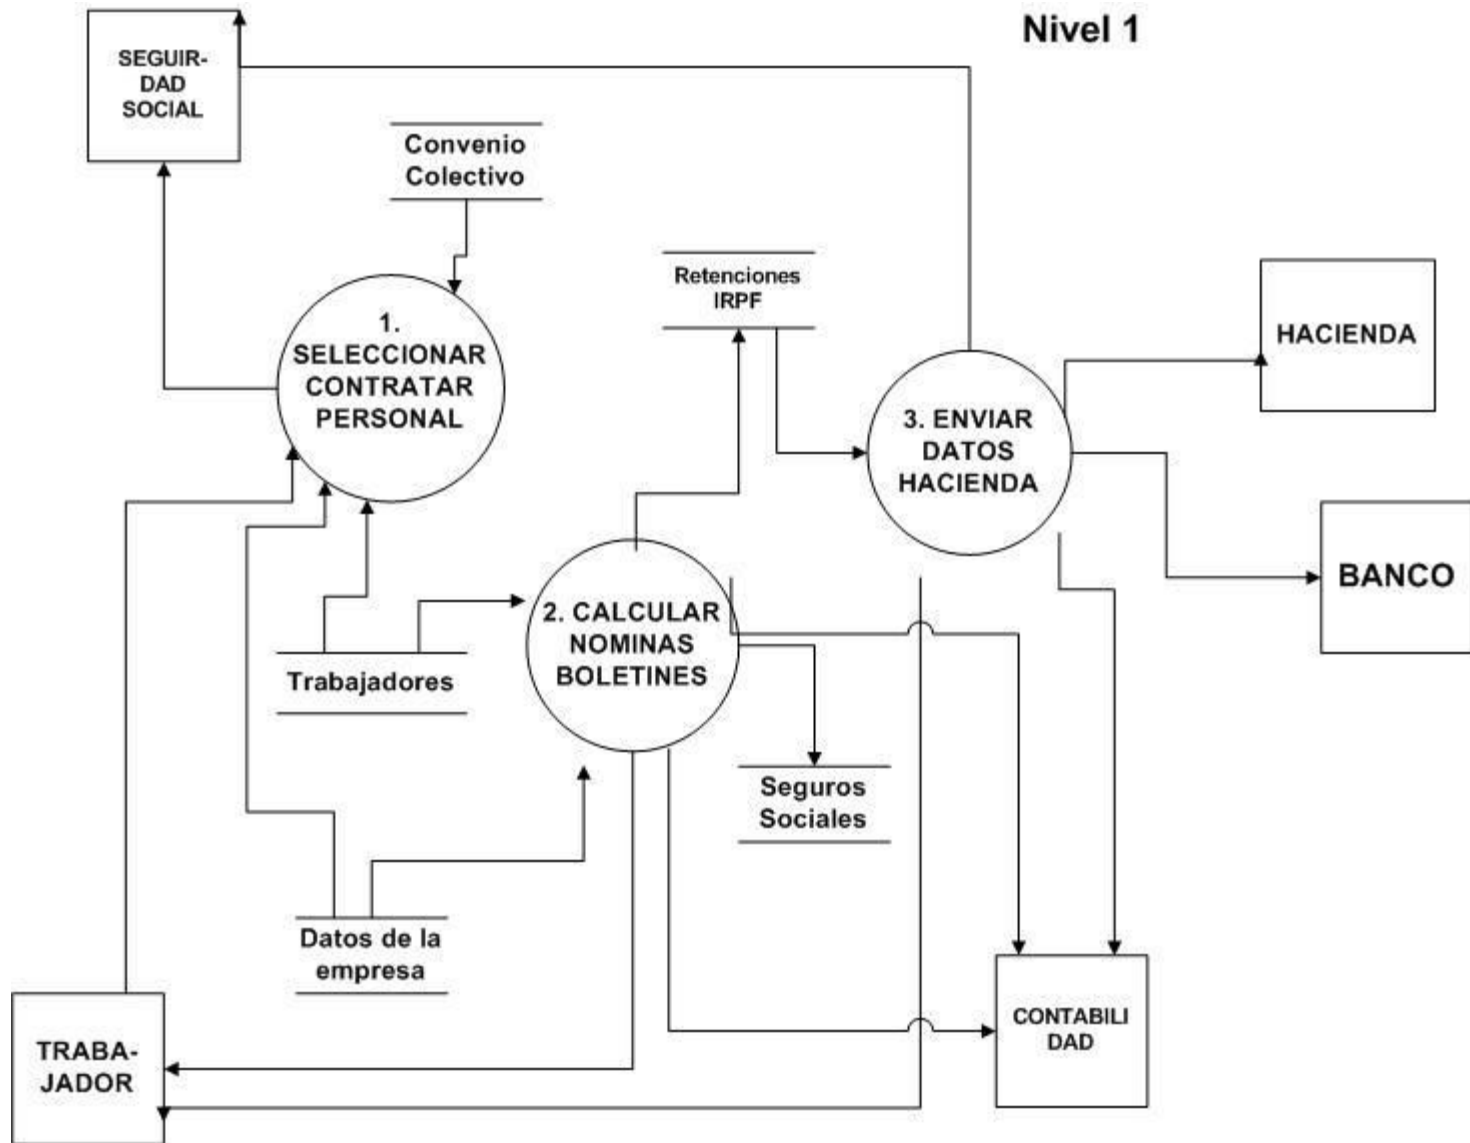 Nivel 1
SEGUIR-
DAD
SOCIAL
Convenio
Colectivo
Retenciones
IRPF
HACIENDA
1.
SELECCIONAR
CONTRATAR
PERSONAL
3. ENVIAR
DATOS
HACIENDA
BANCO
2. CALCULAR
NOMINAS
BOLETINES
Trabajadores
Seguros
Sociales
Datos de la
empresa
CONTABILI
DAD
TRABA-
JADOR